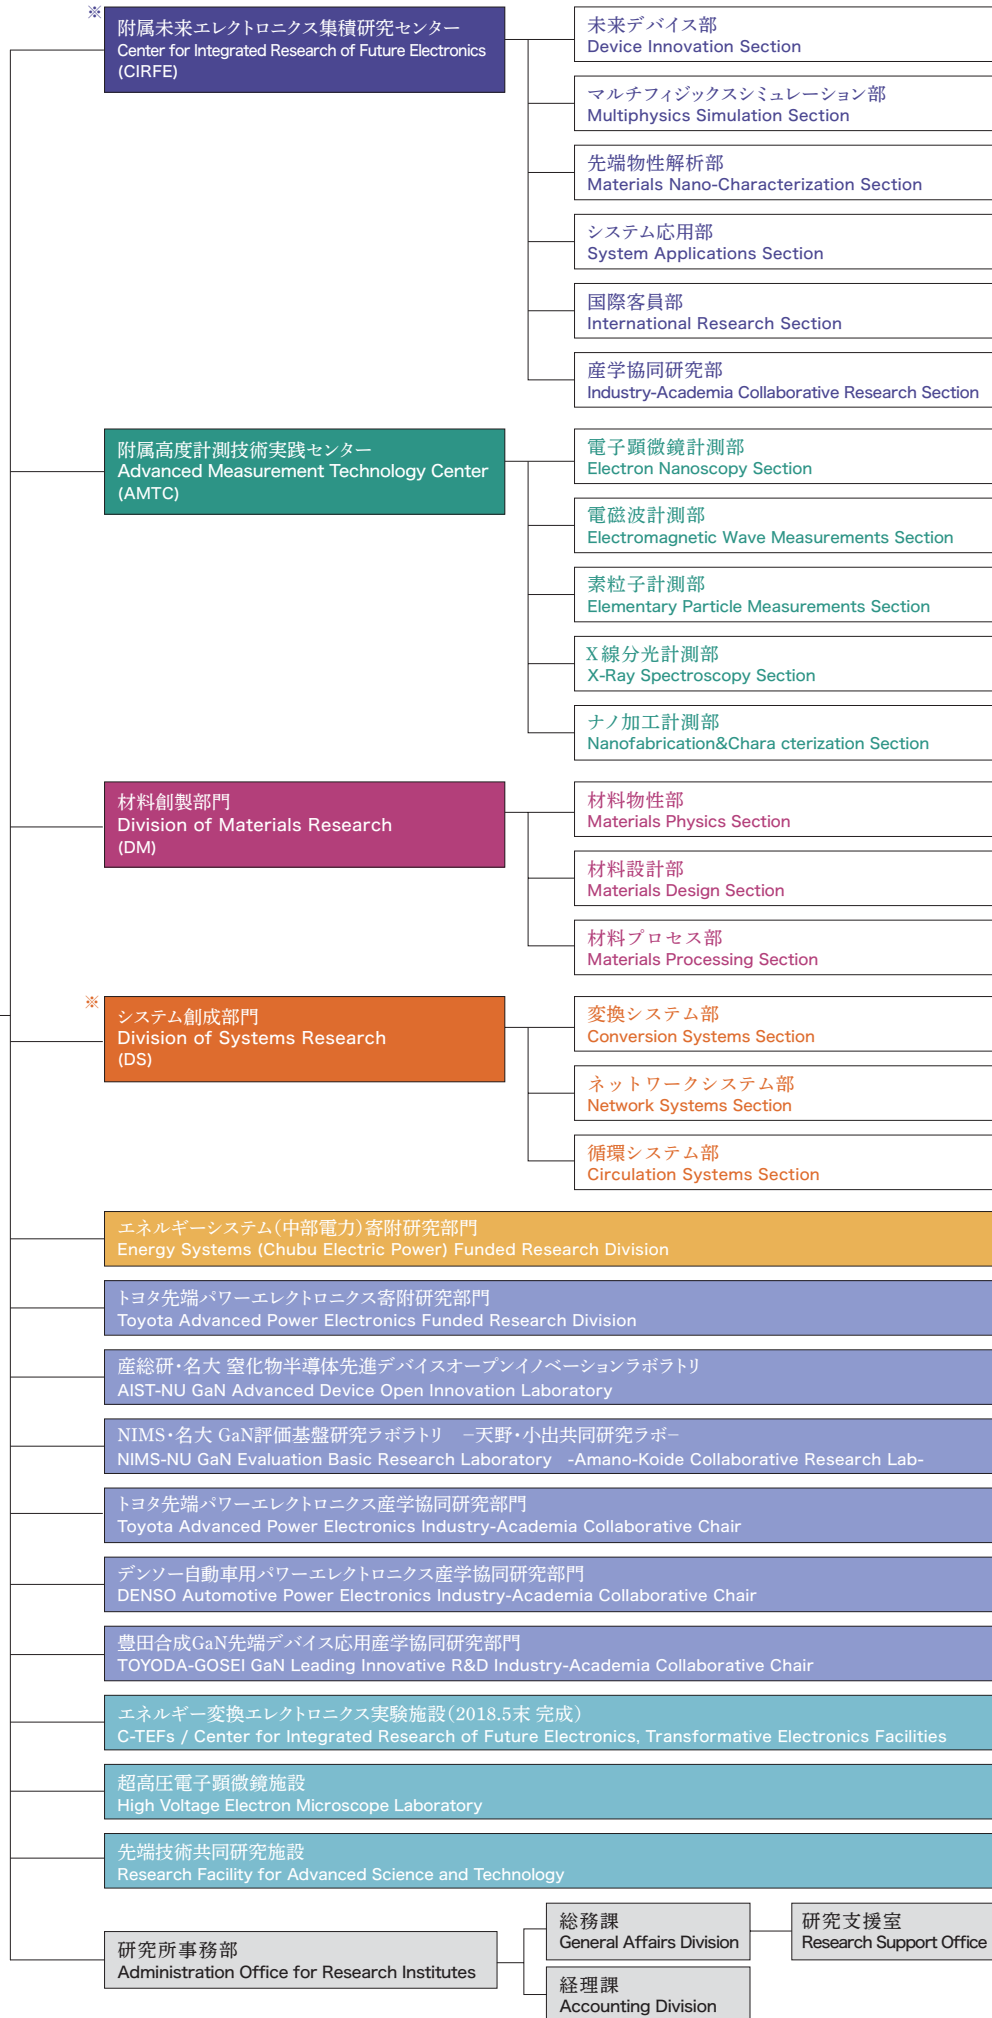 ※
附属未来エレクトロニクス集積研究センター
Center for Integrated Research of Future Electronics
(CIRFE)
未来デバイス部
Device Innovation Section
マルチフィジックスシミュレーション部
Multiphysics Simulation Section
先端物性解析部
Materials Nano-Characterization Section
システム応用部
System Applications Section
国際客員部
International Research Section
産学協同研究部
Industry-Academia Collaborative Research Section
附属高度計測技術実践センター
Advanced Measurement Technology Center
(AMTC)
電子顕微鏡計測部
Electron Nanoscopy Section
電磁波計測部
Electromagnetic Wave Measurements Section
素粒子計測部
Elementary Particle Measurements Section
X線分光計測部
X-Ray Spectroscopy Section
ナノ加工計測部
Nanofabrication&Chara cterization Section
材料創製部門
Division of Materials Research
(DM)
材料物性部
Materials Physics Section
材料設計部
Materials Design Section
材料プロセス部
Materials Processing Section
※
システム創成部門
Division of Systems Research
(DS)
変換システム部
Conversion Systems Section
ネットワークシステム部
Network Systems Section
循環システム部
Circulation Systems Section
エネルギーシステム(中部電力)寄附研究部門
Energy Systems (Chubu Electric Power) Funded Research Division
トヨタ先端パワーエレクトロニクス寄附研究部門
Toyota Advanced Power Electronics Funded Research Division
産総研・名大 窒化物半導体先進デバイスオープンイノベーションラボラトリ
AIST-NU GaN Advanced Device Open Innovation Laboratory
NIMS・名大 GaN評価基盤研究ラボラトリ　−天野・小出共同研究ラボ−
NIMS-NU GaN Evaluation Basic Research Laboratory　-Amano-Koide Collaborative Research Lab-
トヨタ先端パワーエレクトロニクス産学協同研究部門
Toyota Advanced Power Electronics Industry-Academia Collaborative Chair
デンソー自動車用パワーエレクトロニクス産学協同研究部門
DENSO Automotive Power Electronics Industry-Academia Collaborative Chair
豊田合成GaN先端デバイス応用産学協同研究部門
TOYODA-GOSEI GaN Leading Innovative R&D Industry-Academia Collaborative Chair
エネルギー変換エレクトロニクス実験施設(2018.5末 完成)
C-TEFs / Center for Integrated Research of Future Electronics, Transformative Electronics Facilities
超高圧電子顕微鏡施設
High Voltage Electron Microscope Laboratory
先端技術共同研究施設
Research Facility for Advanced Science and Technology
研究所事務部
Administration Office for Research Institutes
総務課
General Affairs Division
研究支援室
Research Support Office
経理課
Accounting Division